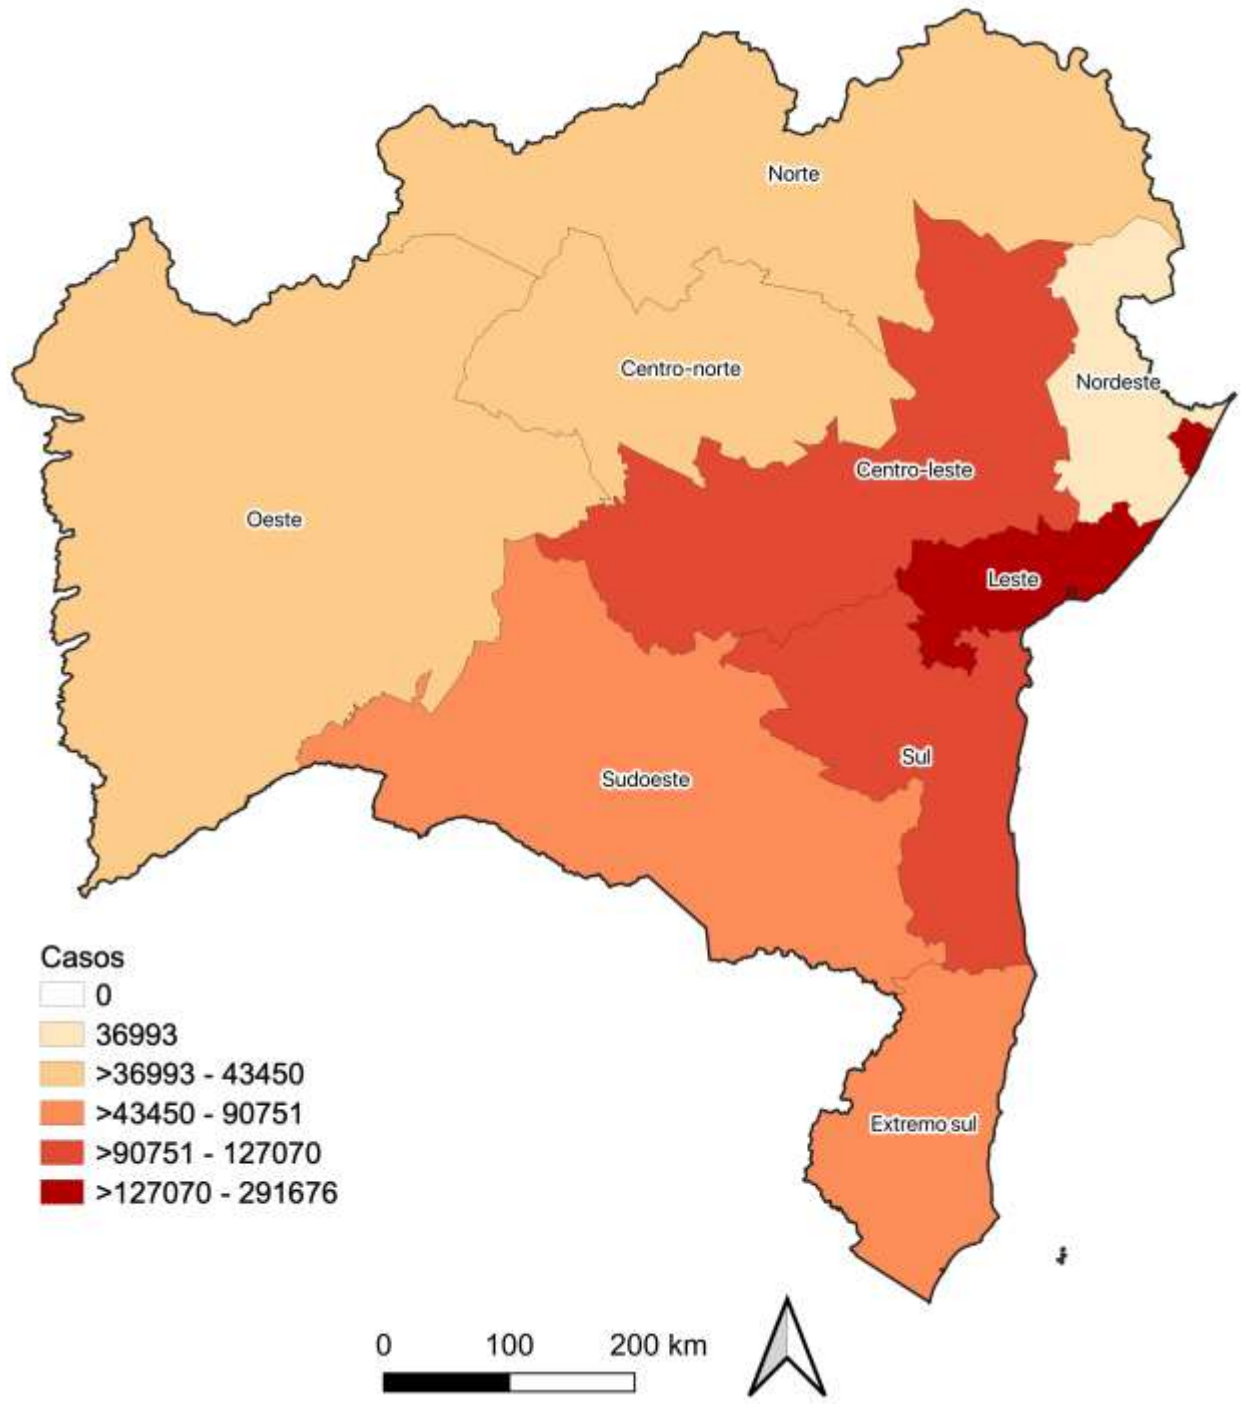 Norte
Centro-norte
Nordeste
Centro-leste
Oeste
Leste
Sul
Sudoeste
Extremo sul
Casos
0
36993
>36993 - 43450
>43450 - 90751
>90751 - 127070
>127070 - 291676
0 100 200 km